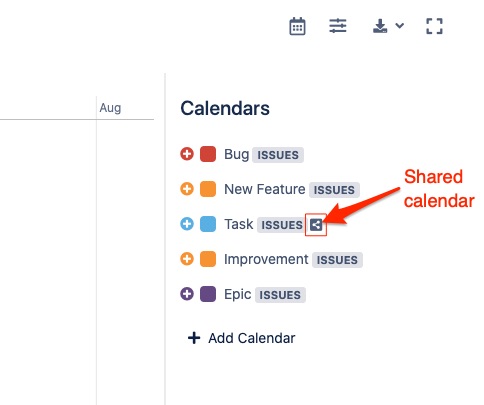 Aug
Calendars
Bug ISSUES
New Feature ISSUES
Shared
calendar
Task ISSUES
Improvement ISSUES
Epic ISSUES
Add Calendar